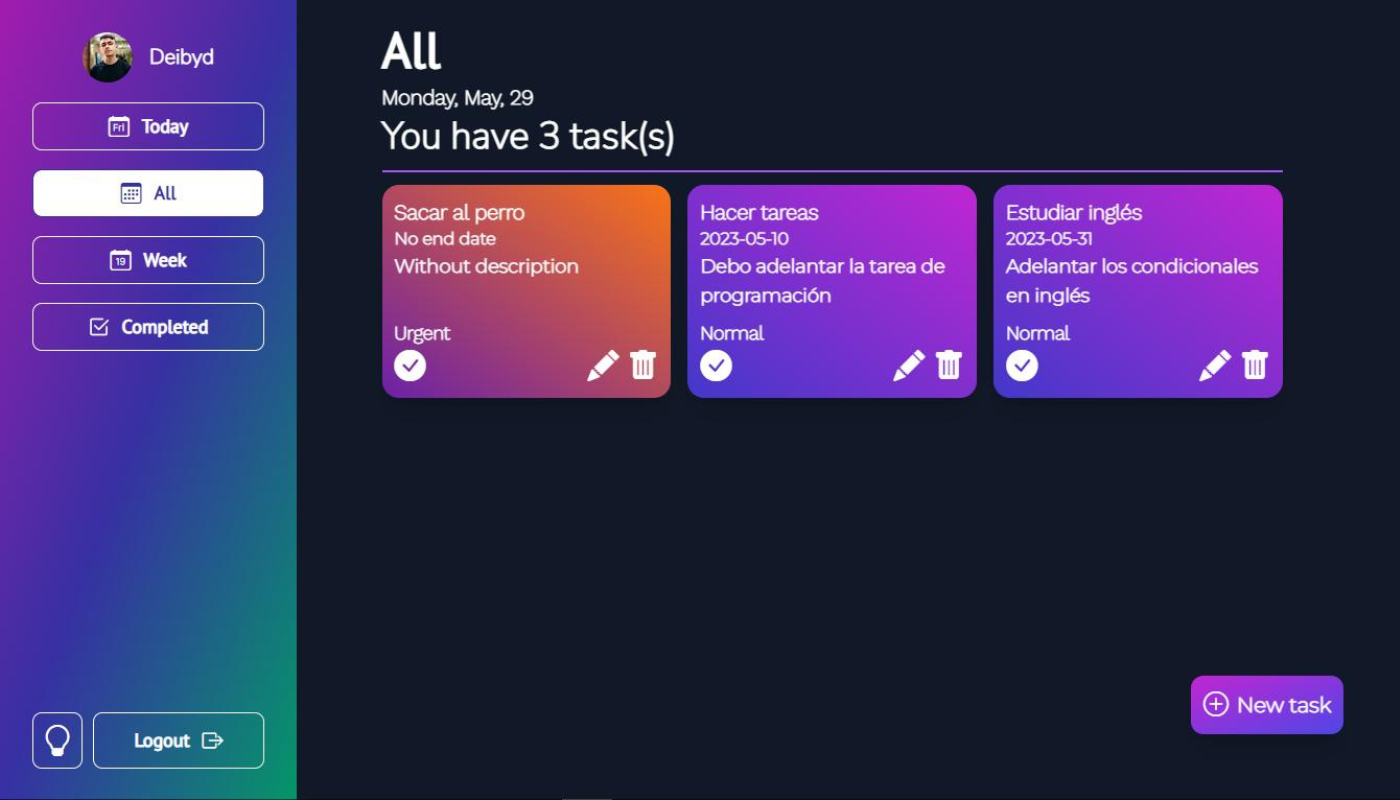 Deibyd
Fri
Today
All
19
Week
Completed
Logout
All
Monday, May, 29
You have 3 task(s)
Sacar al perro
No end date
Without description
Urgent
Hacer tareas
2023-05-10
Debo adelantar la tarea de
programación
Normal
Estudiar inglés
2023-05-31
Adelantar los condicionales
en inglés
Normal
New task